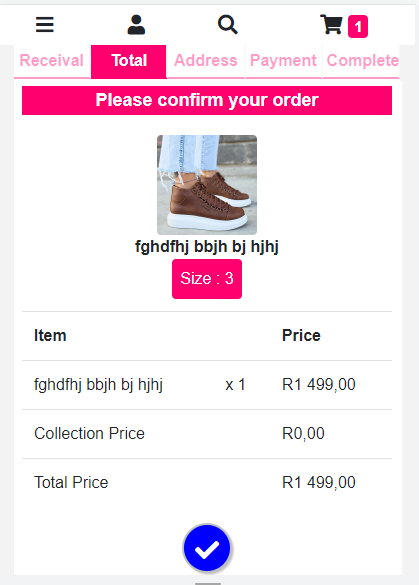 1
Receival Total Address Payment Complete
Please confirm your order
fghdfhj bbjh bj hjhj
Size : 3
Item Price
fghdfhj bbjh bj hjhj x 1 R1 499,00
Collection Price R0,00
Total Price R1 499,00